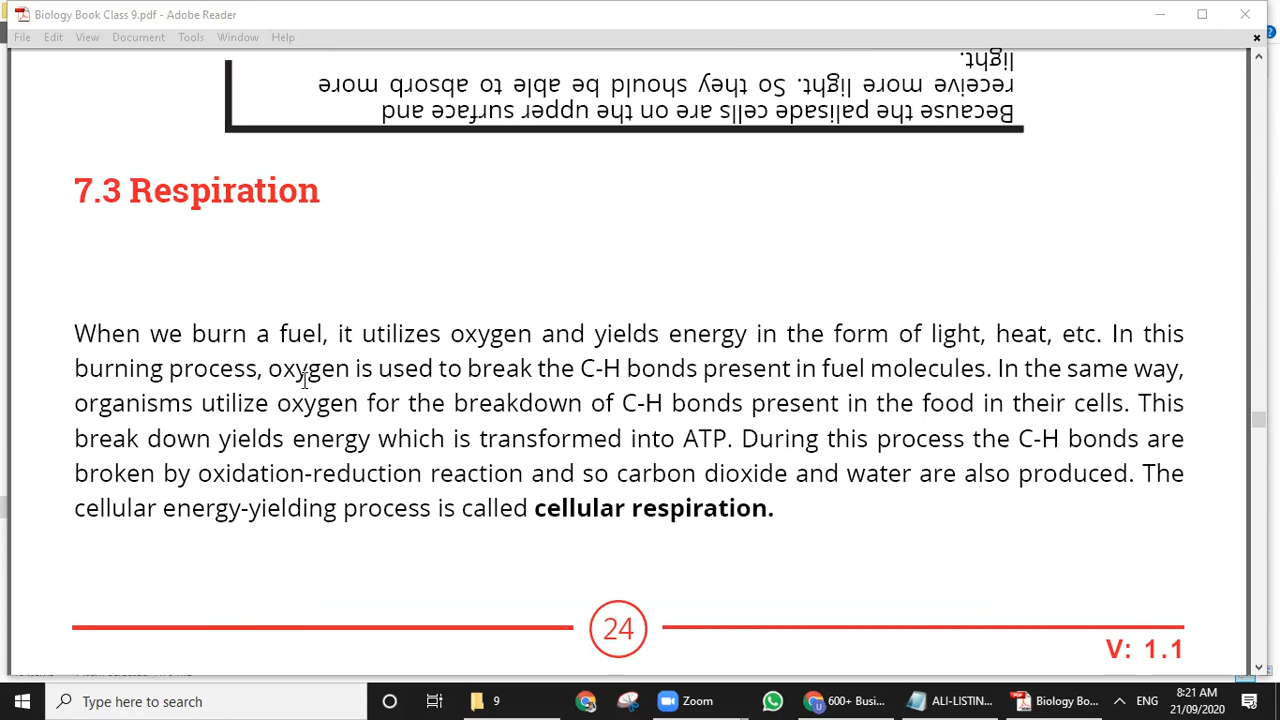 Biology Book Class 9.pdf - Adobe Reader
File Edit View Document Tools Window Help
light.
receive more light. So they should be able to absorb more
Because the palisade cells are on the upper surface and
7.3 Respiration
When we burn a fuel, it utilizes oxygen and yields energy in the form of light, heat, etc. In this
burning process, oxygen is used to break the C-H bonds present in fuel molecules. In the same way,
organisms utilize oxygen for the breakdown of C-H bonds present in the food in their cells. This
break down yields energy which is transformed into ATP. During this process the C-H bonds are
broken by oxidation-reduction reaction and so carbon dioxide and water are also produced. The
cellular energy-yielding process is called cellular respiration.
24
V: 1.1
Type here to search
9
Zoom
600+ Busi...
ALI-LISTIN...
Biology Bo...
ENG
8:21 AM
21/09/2020